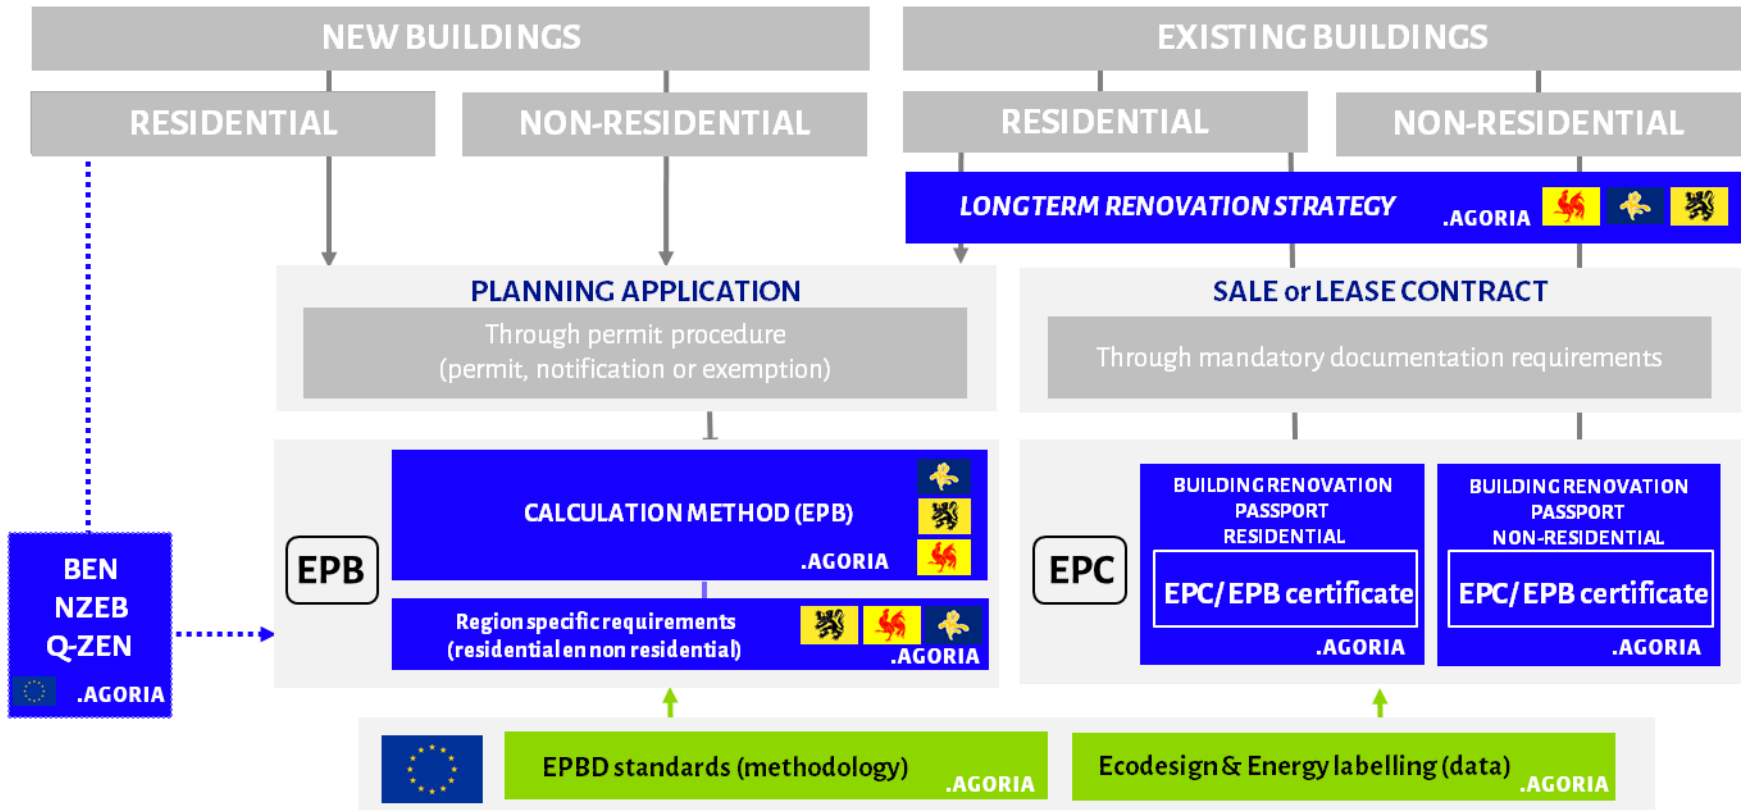 NEW BUILDINGS
EXISTING BUILDINGS
RESIDENTIAL
NON-RESIDENTIAL
RESIDENTIAL
NON-RESIDENTIAL
LONGTERM RENOVATION STRATEGY
.AGORIA
PLANNING APPLICATION
Through permit procedure
(permit, notification or exemption)
SALE or LEASE CONTRACT
Through mandatory documentation requirements
BEN
NZEB
Q-ZEN
.AGORIA
EPB
CALCULATION METHOD (EPB)
.AGORIA
Region specific requirements
(residential en non residential)
.AGORIA
EPC
BUILDING RENOVATION
PASSPORT
RESIDENTIAL
EPC/ EPB certificate
.AGORIA
BUILDING RENOVATION
PASSPORT
NON-RESIDENTIAL
EPC/ EPB certificate
.AGORIA
EPBD standards (methodology)
.AGORIA
Ecodesign & Energy labelling (data)
.AGORIA